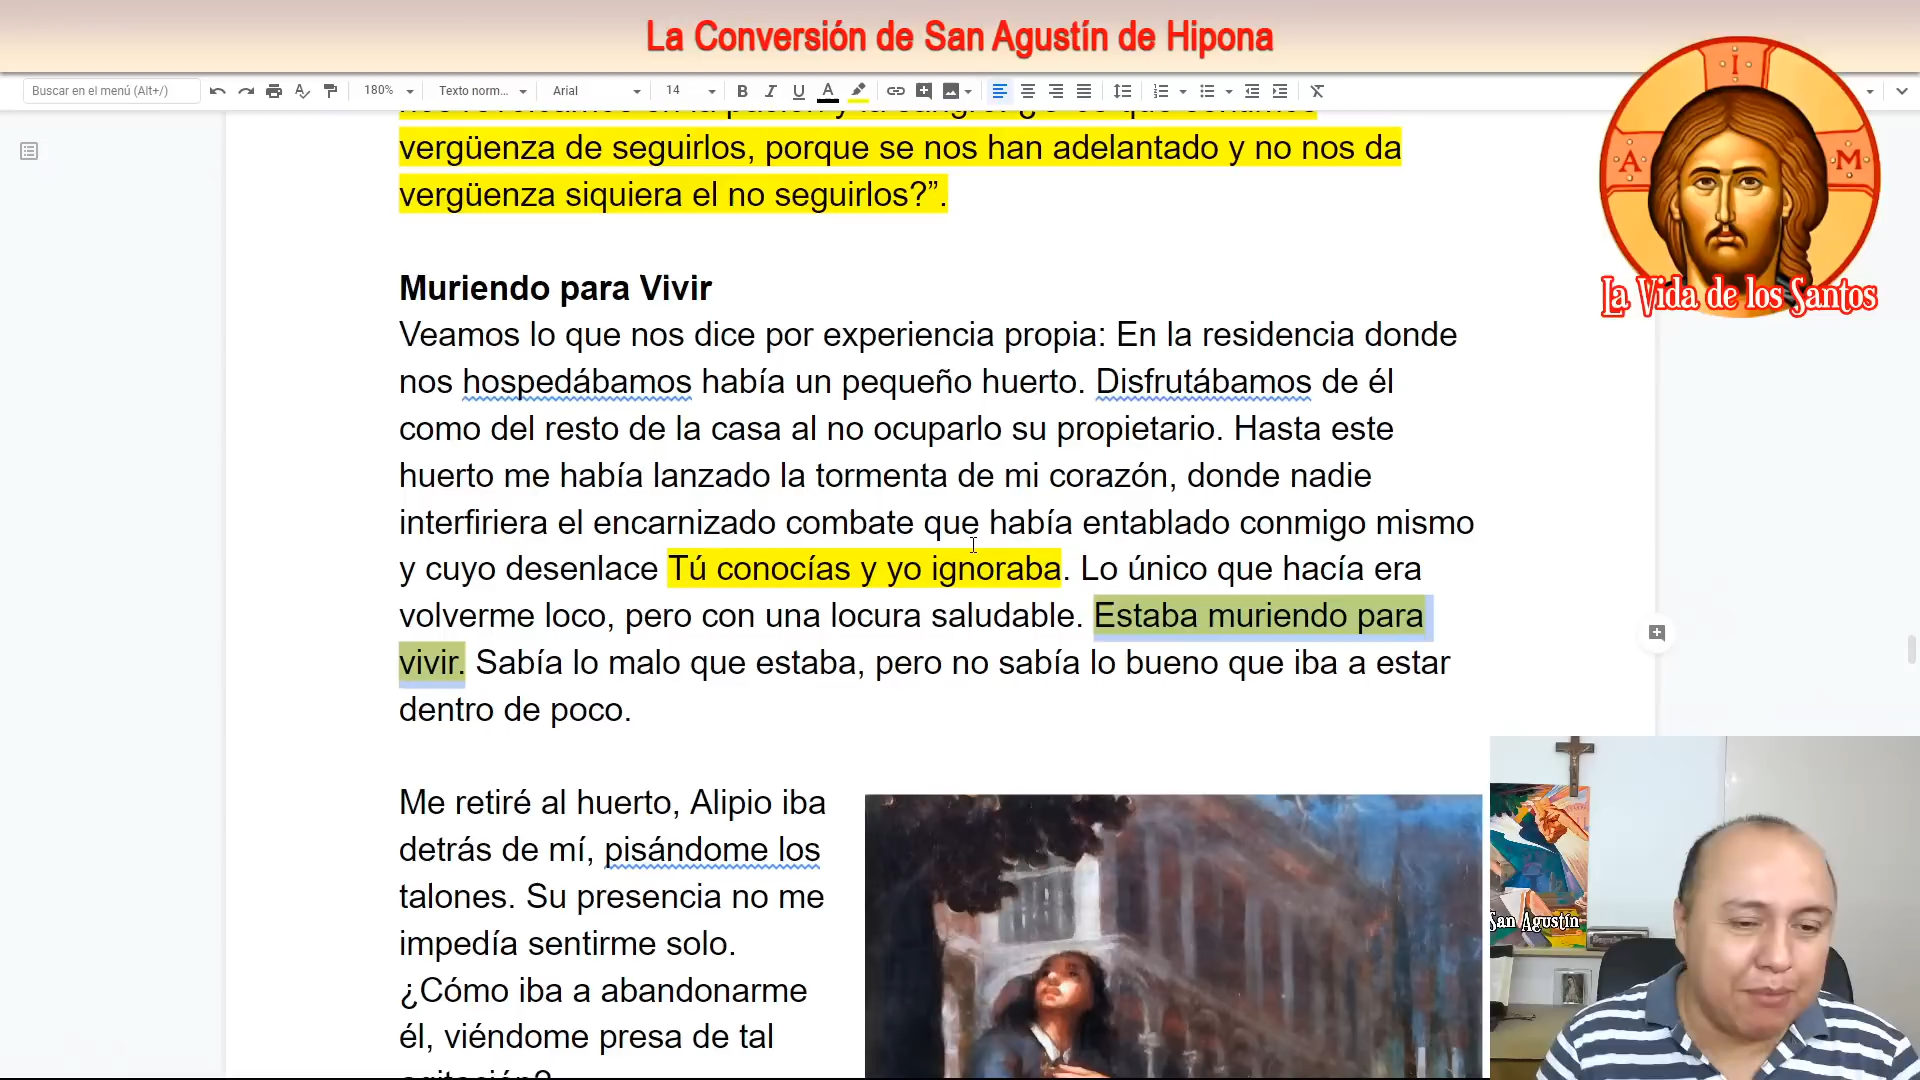 La Conversión de San Agustín de Hipona
Buscar en el menú (Alt+/)
180%
Texto norm...
Arial
14
B I U A
I
A M
La Vida de los Santos
vergüenza de seguirlos, porque se nos han adelantado y no nos da
vergüenza siquiera el no seguirlos?”.
Muriendo para Vivir
Veamos lo que nos dice por experiencia propia: En la residencia donde
nos hospedábamos había un pequeño huerto. Disfrutábamos de él
como del resto de la casa al no ocuparlo su propietario. Hasta este
huerto me había lanzado la tormenta de mi corazón, donde nadie
interfiriera el encarnizado combate que había entablado conmigo mismo
y cuyo desenlace Tú conocías y yo ignoraba. Lo único que hacía era
volverme loco, pero con una locura saludable. Estaba muriendo para
vivir. Sabía lo malo que estaba, pero no sabía lo bueno que iba a estar
dentro de poco.
Me retiré al huerto, Alipio iba
detrás de mí, pisándome los
talones. Su presencia no me
impedía sentirme solo.
¿Cómo iba a abandonarme
él, viéndome presa de tal
San Agustín